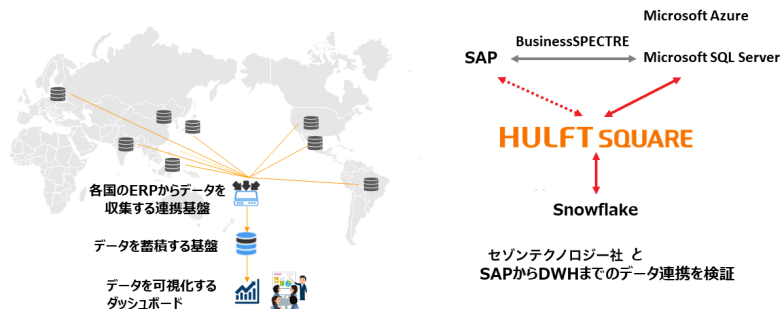 各国のERPからデータを
収集する連携基盤
データを蓄積する基盤
データを可視化する
ダッシュボード
Microsoft Azure
BusinessSPECTRE
SAP
Microsoft SQL Server
HULFT SQUARE
Snowflake
セゾンテクノロジー社 と
SAPからDWHまでのデータ連携を検証